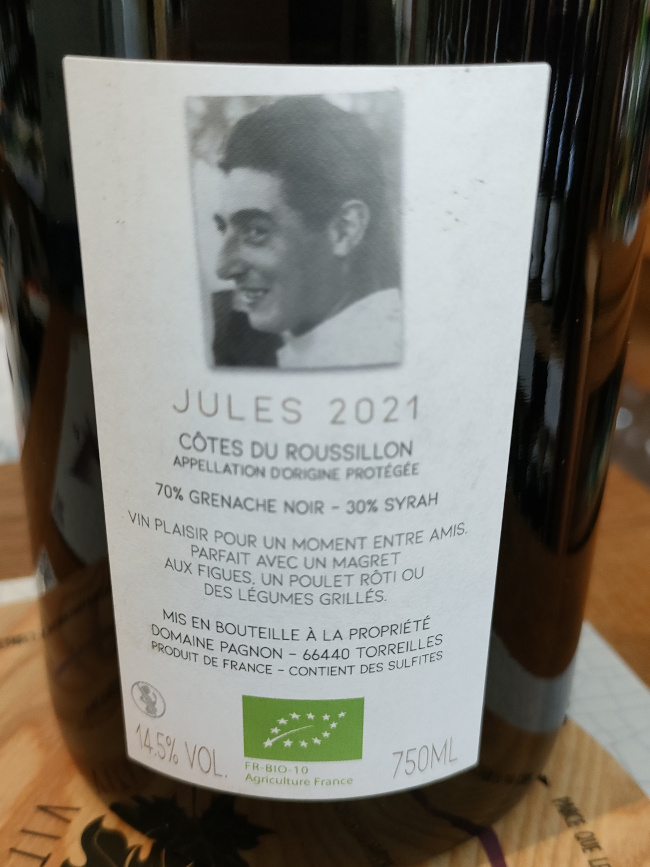 JULES 2021
CÔTES DU ROUSSILLON
APPELLATION D'ORIGINE PROTÉGÉE
70% GRENACHE NOIR - 30% SYRAH
VIN PLAISIR POUR UN MOMENT ENTRE AMIS.
PARFAIT AVEC UN MAGRET
AUX FIGUES, UN POULET RÔTI OU
DES LÉGUMES GRILLÉS.
MIS EN BOUTEILLE À LA PROPRIÉTÉ
DOMAINE PAGNON - 66440 TORREILLES
PRODUIT DE FRANCE - CONTIENT DES SULFITES
14.5% VOL.
FR-BIO-10
Agriculture France
750ML
VIT
PARCE QUE